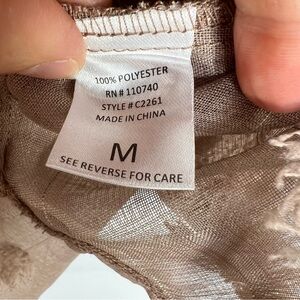 100% POLYESTER
RN # 110740
STYLE # C2261
MADE IN CHINA
M
SEE REVERSE FOR CARE